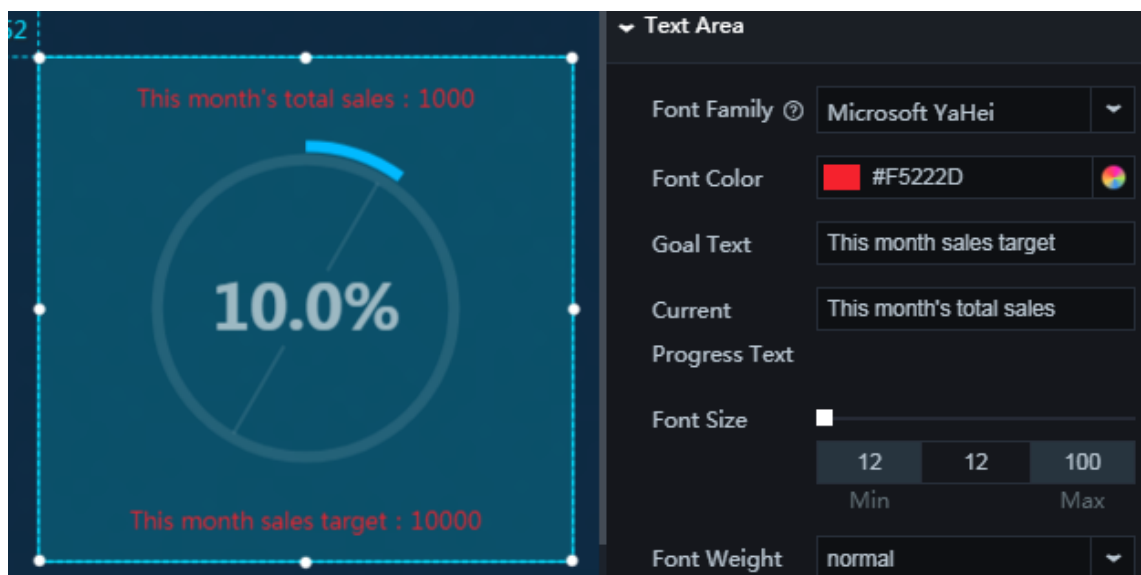 52
This month's total sales : 1000
10.0%
This month sales target : 10000
Text Area
Font Family
Microsoft YaHei
Font Color
#F5222D
Goal Text
This month sales target
Current
Progress Text
This month's total sales
Font Size
12
12
100
Min
Max
Font Weight
normal